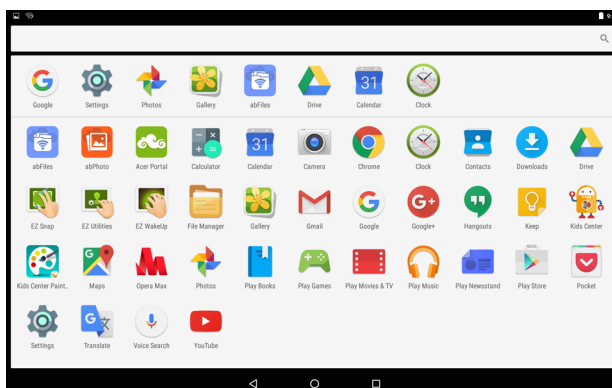 9:
Google Settings Photos Gallery abFiles Drive Calendar Clock
abFiles abPhoto Acer Portal Calculator Calendar Camera Chrome Clock Contacts Downloads Drive
EZ Snap EZ Utilities EZ WakeUp File Manager Gallery Gmail Google Google+ Hangouts Keep Kids Center
Kids Center Paint.. Maps Opera Max Photos Play Books Play Games Play Movies & TV Play Music Play Newsstand Play Store Pocket
Settings Translate Voice Search YouTube